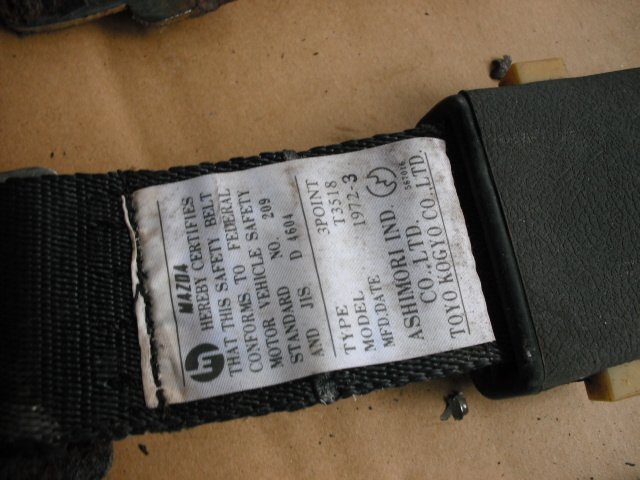 MAZDA
HEREBY CERTIFIES
THAT THIS SAFETY BELT
CONFORMS TO FEDERAL
MOTOR VEHICLE SAFETY
STANDARD NO. 209
AND JIS D 4604
TYPE 3POINT
MODEL T3518
MFD.DATE 1972-3
ASHIMORI IND.
CO.,LTD. 567016
TOYO KOGYO CO.,LTD.